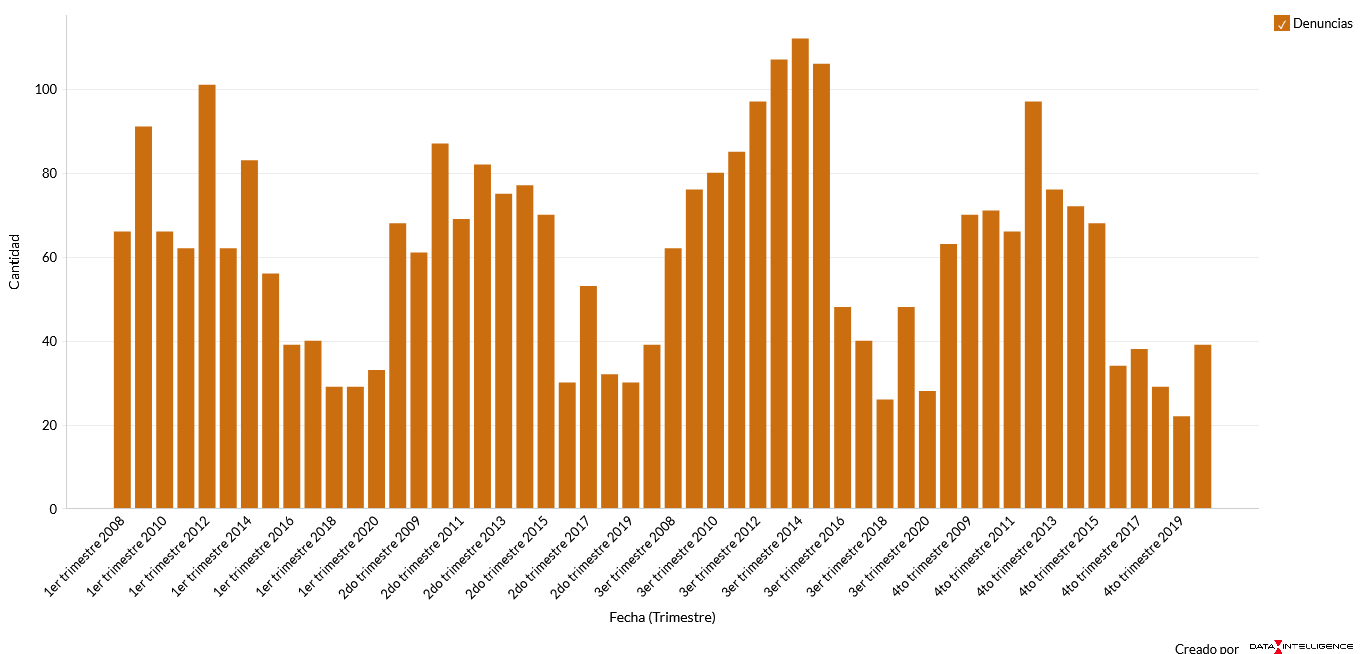 Denuncias
100
80
60
40
20
0
Cantidad
1er trimestre 2008
1er trimestre 2010
1er trimestre 2012
1er trimestre 2014
1er trimestre 2016
1er trimestre 2018
1er trimestre 2020
2do trimestre 2009
2do trimestre 2011
2do trimestre 2013
2do trimestre 2015
2do trimestre 2017
2do trimestre 2019
3er trimestre 2008
3er trimestre 2010
3er trimestre 2012
3er trimestre 2014
3er trimestre 2016
3er trimestre 2018
3er trimestre 2020
4to trimestre 2009
4to trimestre 2011
4to trimestre 2013
4to trimestre 2015
4to trimestre 2017
4to trimestre 2019
Fecha (Trimestre)
Creado por DATA INTELLIGENCE